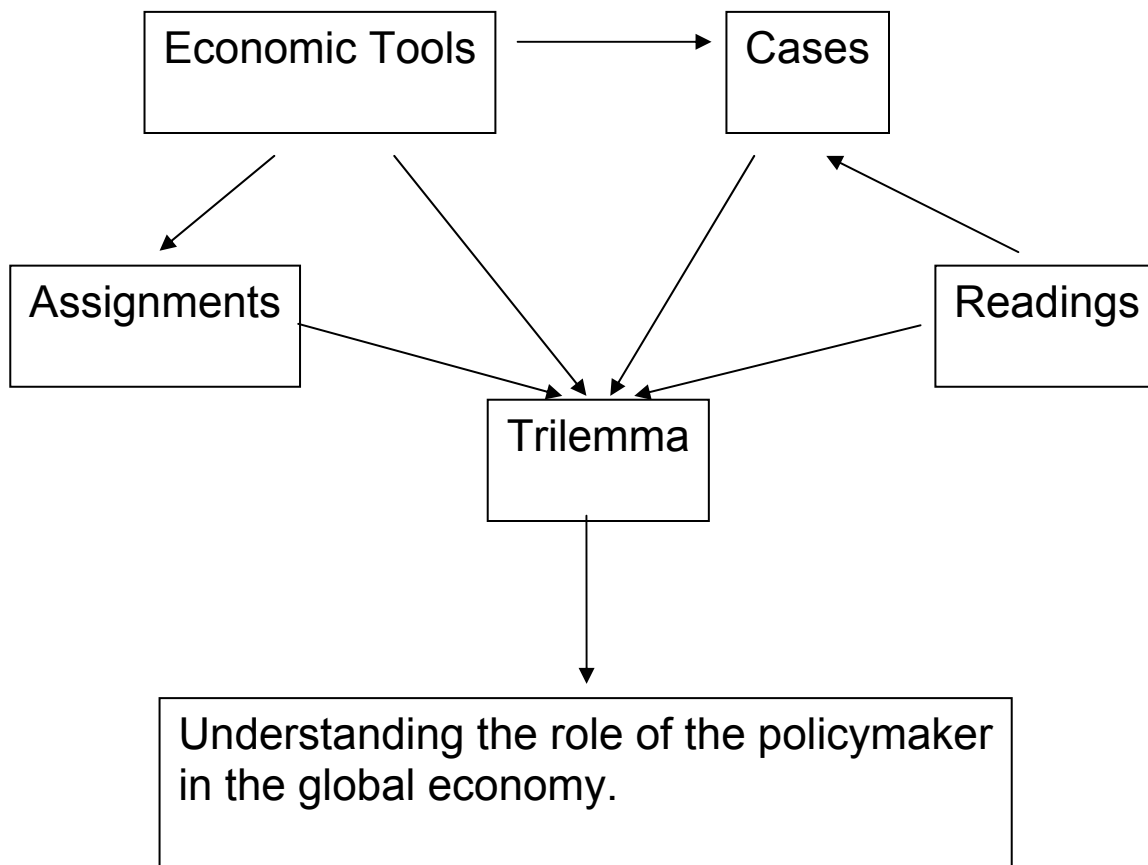 Economic Tools
Cases
Assignments
Readings
Trilemma
Understanding the role of the policymaker
in the global economy.